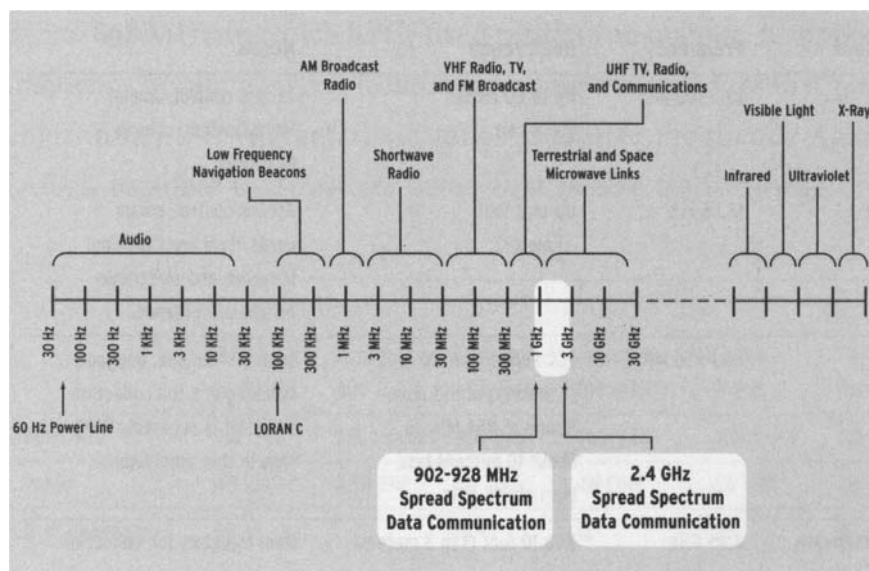 AM Broadcast
Radio
VHF Radio, TV,
and FM Broadcast
UHF TV, Radio,
and Communications
Visible Light
X-Ray
Low Frequency
Navigation Beacons
Shortwave
Radio
Terrestrial and Space
Microwave Links
Infrared
Ultraviolet
Audio
30 Hz
100 Hz
300 Hz
1 KHz
3 KHz
10 KHz
30 KHz
100 KHz
300 KHz
1 MHz
3 MHz
10 MHz
30 MHz
100 MHz
300 MHz
1 GHz
3 GHz
10 GHz
30 GHz
60 Hz Power Line
LORAN C
902-928 MHz
Spread Spectrum
Data Communication
2.4 GHz
Spread Spectrum
Data Communication